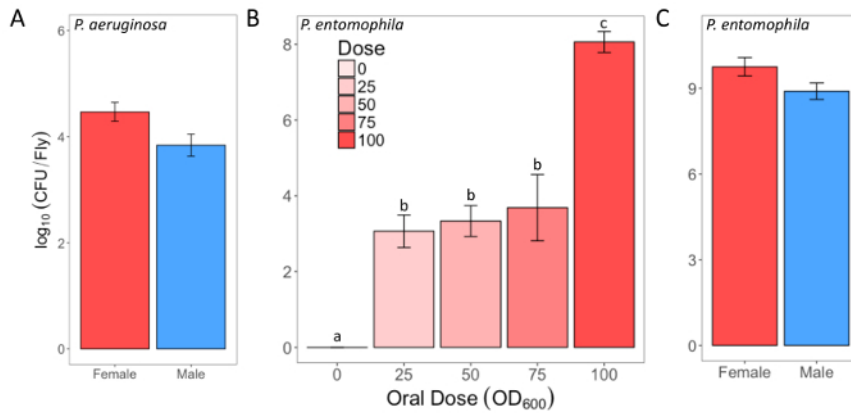 A
P. aeruginosa
6
4
2
0
log10 (CFU/Fly)
Female
Male
B
P. entomophila
8
6
4
2
0
Dose
0
25
50
75
100
a
b
b
b
c
0
25
50
75
100
Oral Dose (OD600)
C
P. entomophila
9
6
3
0
Female
Male